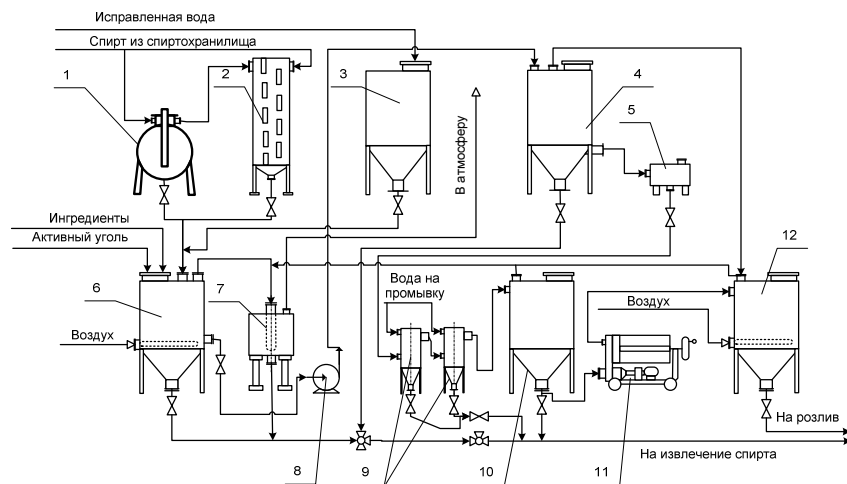 Исправленная вода
Спирт из спиртохранилища
1
2
3
4
5
В атмосферу
Ингредиенты
Активный уголь
6
7
Вода на
промывку
12
Воздух
Воздух
На розлив
На извлечение спирта
8
9
10
11